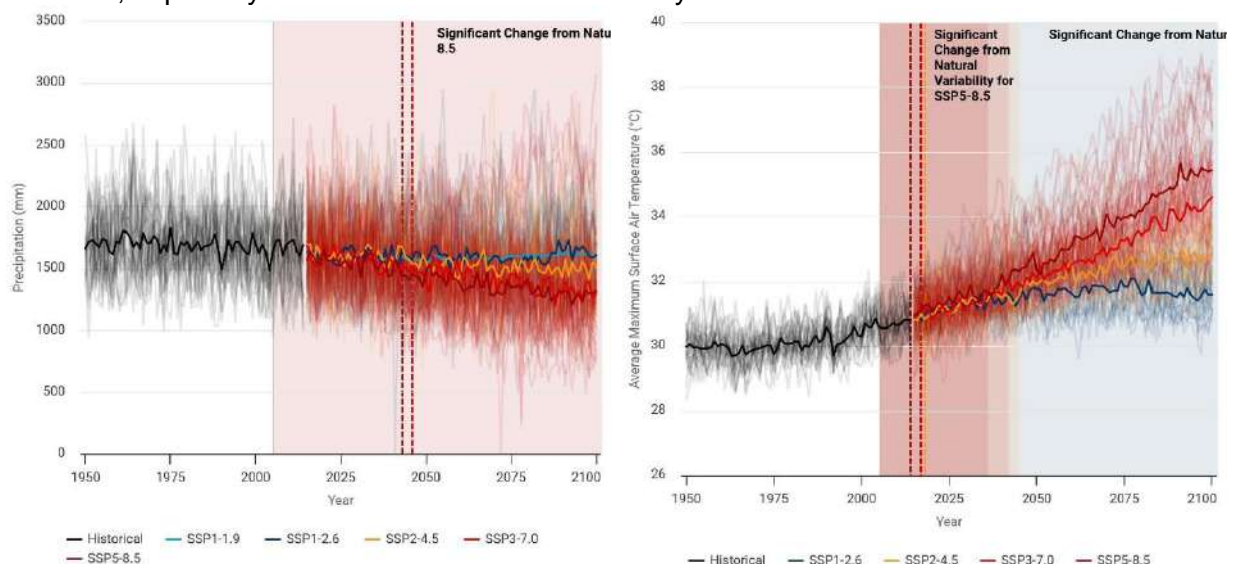 3500
3000
2500
2000
1500
1000
500
0
Precipitation (mm)
Significant Change from Natu
8.5
1950
1975
2000
2025
2050
2075
2100
Year
Historical
SSP1-1.9
SSP1-2.6
SSP2-4.5
SSP3-7.0
SSP5-8.5
40
38
36
34
32
30
28
26
Average Maximum Surface Air Temperature (°C)
Significant
Change from
Natural
Variability for
SSP5-8.5
Significant Change from Natur
1950
1975
2000
2025
2050
2075
2100
Year
Historical
SSP1-2.6
SSP2-4.5
SSP3-7.0
SSP5-8.5